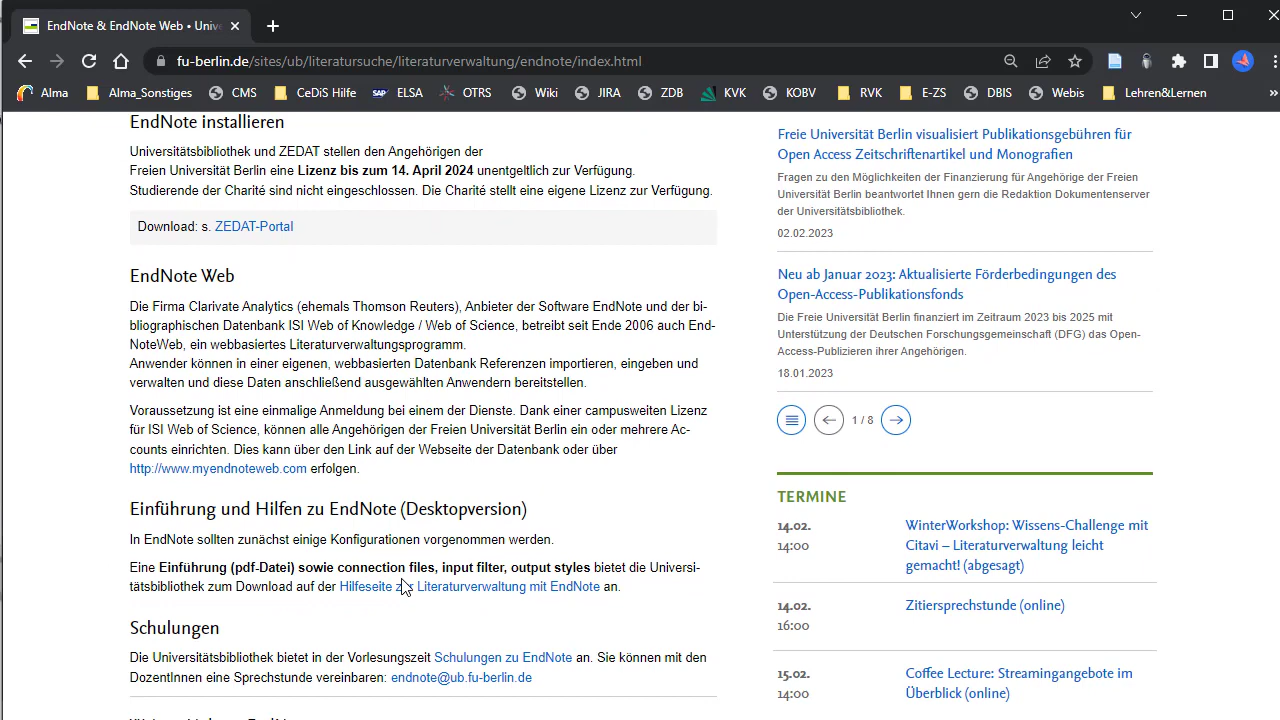 EndNote & EndNote Web • Univ
fu-berlin.de/sites/ub/literatursuche/literaturverwaltung/endnote/index.html
Alma
Alma_Sonstiges
CMS
CeDiS Hilfe
SAP
ELSA
OTRS
Wiki
JIRA
ZDB
KVK
KOBV
RVK
E-ZS
DBIS
Webis
Lehren&Lernen
»
EndNote installieren
Universitätsbibliothek und ZEDAT stellen den Angehörigen der
Freien Universität Berlin eine Lizenz bis zum 14. April 2024 unentgeltlich zur Verfügung.
Studierende der Charité sind nicht eingeschlossen. Die Charité stellt eine eigene Lizenz zur Verfügung.
Download: s. ZEDAT-Portal
EndNote Web
Die Firma Clarivate Analytics (ehemals Thomson Reuters), Anbieter der Software EndNote und der bi-
bliographischen Datenbank ISI Web of Knowledge / Web of Science, betreibt seit Ende 2006 auch End-
NoteWeb, ein webbasiertes Literaturverwaltungsprogramm.
Anwender können in einer eigenen, webbasierten Datenbank Referenzen importieren, eingeben und
verwalten und diese Daten anschließend ausgewählten Anwendern bereitstellen.
Voraussetzung ist eine einmalige Anmeldung bei einem der Dienste. Dank einer campusweiten Lizenz
für ISI Web of Science, können alle Angehörigen der Freien Universität Berlin ein oder mehrere Ac-
counts einrichten. Dies kann über den Link auf der Webseite der Datenbank oder über
http://www.myendnoteweb.com erfolgen.
Einführung und Hilfen zu EndNote (Desktopversion)
In EndNote sollten zunächst einige Konfigurationen vorgenommen werden.
Eine Einführung (pdf-Datei) sowie connection files, input filter, output styles bietet die Universi-
tätsbibliothek zum Download auf der Hilfeseite zur Literaturverwaltung mit EndNote an.
Schulungen
Die Universitätsbibliothek bietet in der Vorlesungszeit Schulungen zu EndNote an. Sie können mit den
DozentInnen eine Sprechstunde vereinbaren: endnote@ub.fu-berlin.de
Freie Universität Berlin visualisiert Publikationsgebühren für
Open Access Zeitschriftenartikel und Monografien
Fragen zu den Möglichkeiten der Finanzierung für Angehörige der Freien
Universität Berlin beantwortet Ihnen gern die Redaktion Dokumentenserver
der Universitätsbibliothek.
02.02.2023
Neu ab Januar 2023: Aktualisierte Förderbedingungen des
Open-Access-Publikationsfonds
Die Freie Universität Berlin finanziert im Zeitraum 2023 bis 2025 mit
Unterstützung der Deutschen Forschungsgemeinschaft (DFG) das Open-
Access-Publizieren ihrer Angehörigen.
18.01.2023
1 / 8
TERMINE
14.02.
14:00
WinterWorkshop: Wissens-Challenge mit
Citavi – Literaturverwaltung leicht
gemacht! (abgesagt)
14.02.
16:00
Zitiersprechstunde (online)
15.02.
14:00
Coffee Lecture: Streamingangebote im
Überblick (online)